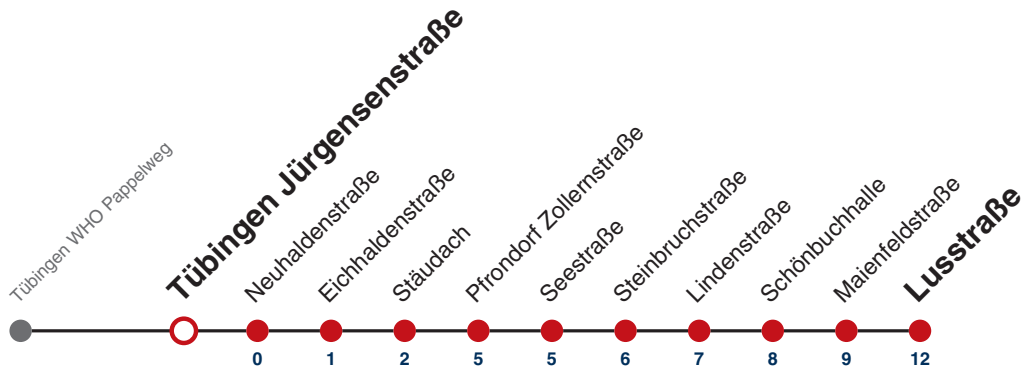 Tübingen WHO Pappelweg
Tübingen Jürgensenstraße
Neuhaldenstraße
Eichhaldenstraße
Stäudach
Pfrondorf Zollernstraße
Seestraße
Steinbruchstraße
Lindenstraße
Schönbuchhalle
Maienfeldstraße
Lusstraße
0 1 2 5 5 6 7 8 9 12